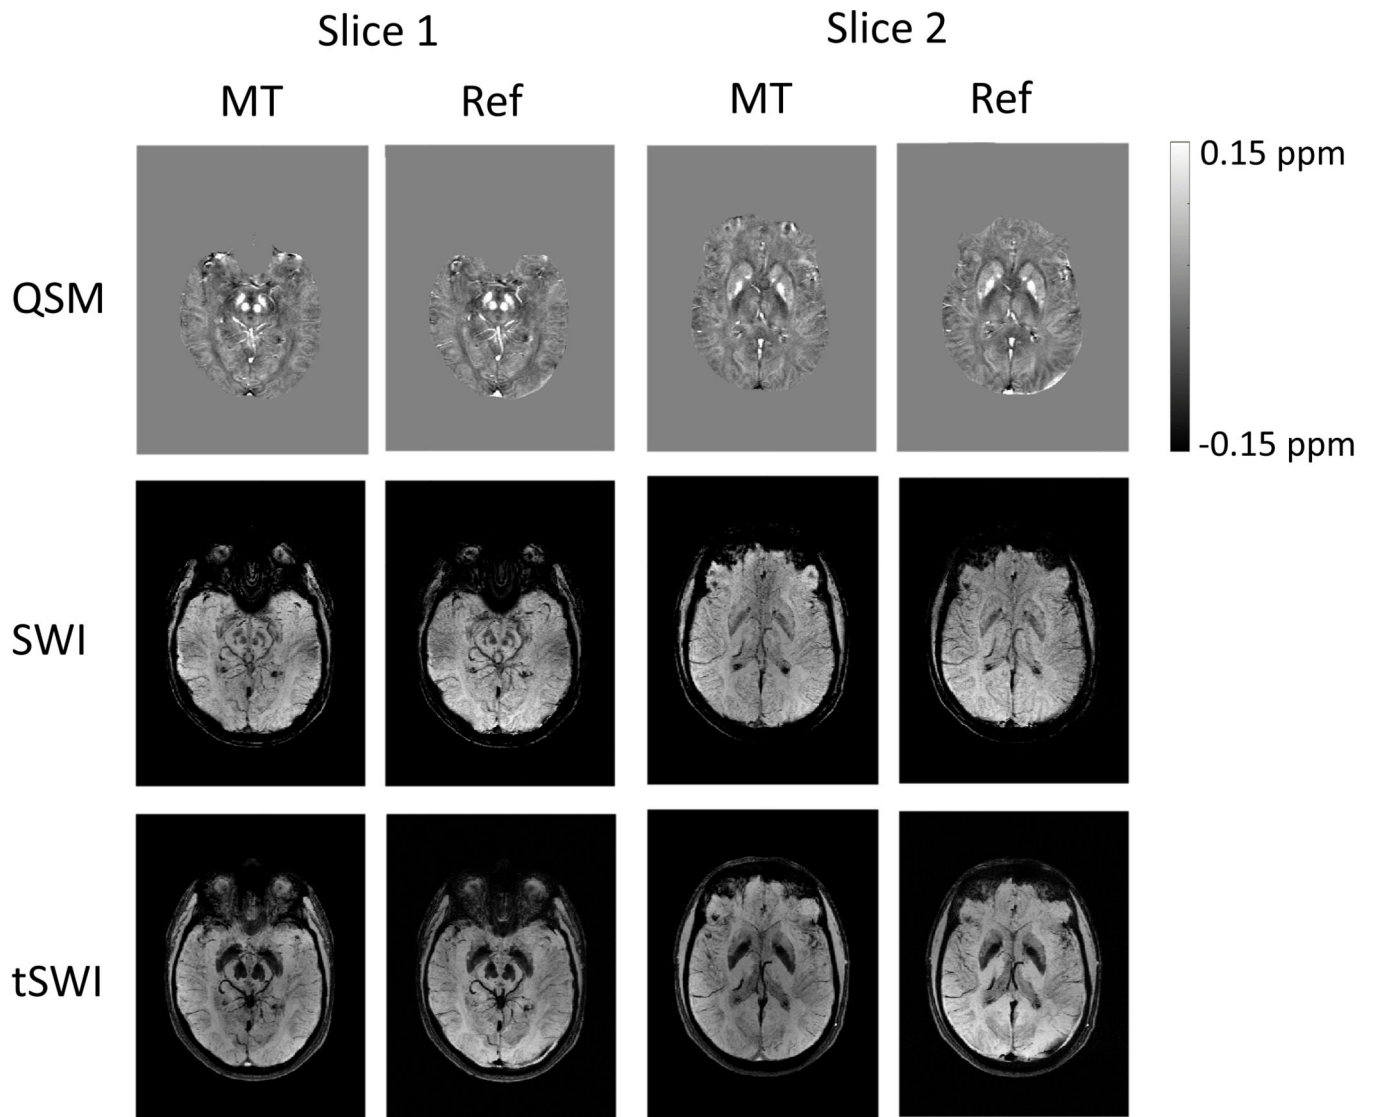 Slice 1 Slice 2
MT Ref MT Ref
0.15 ppm
QSM
-0.15 ppm
SWI
tSWI